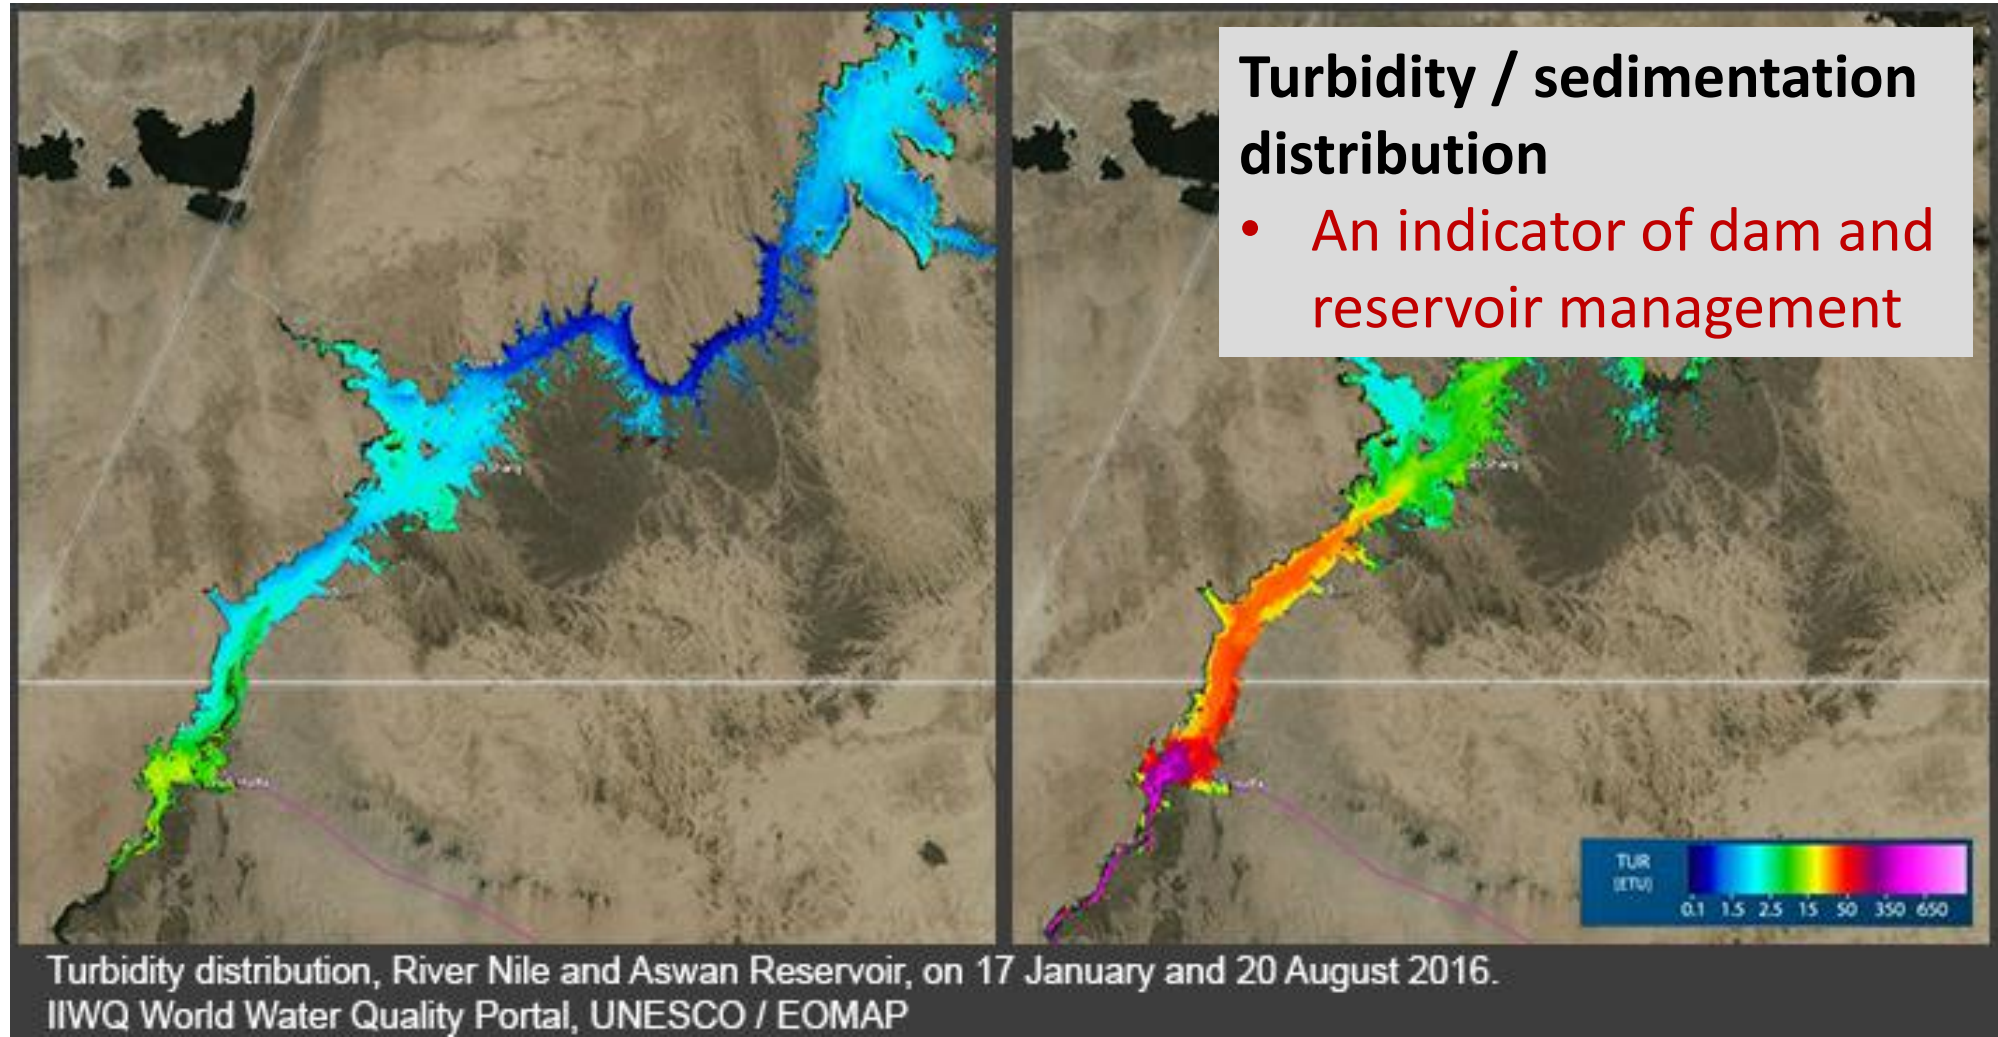 Turbidity / sedimentation
distribution
• An indicator of dam and
reservoir management
TUR
(ETU)
0.1 1.5 2.5 15 50 350 650
Turbidity distribution, River Nile and Aswan Reservoir, on 17 January and 20 August 2016.
IIWQ World Water Quality Portal, UNESCO / EOMAP